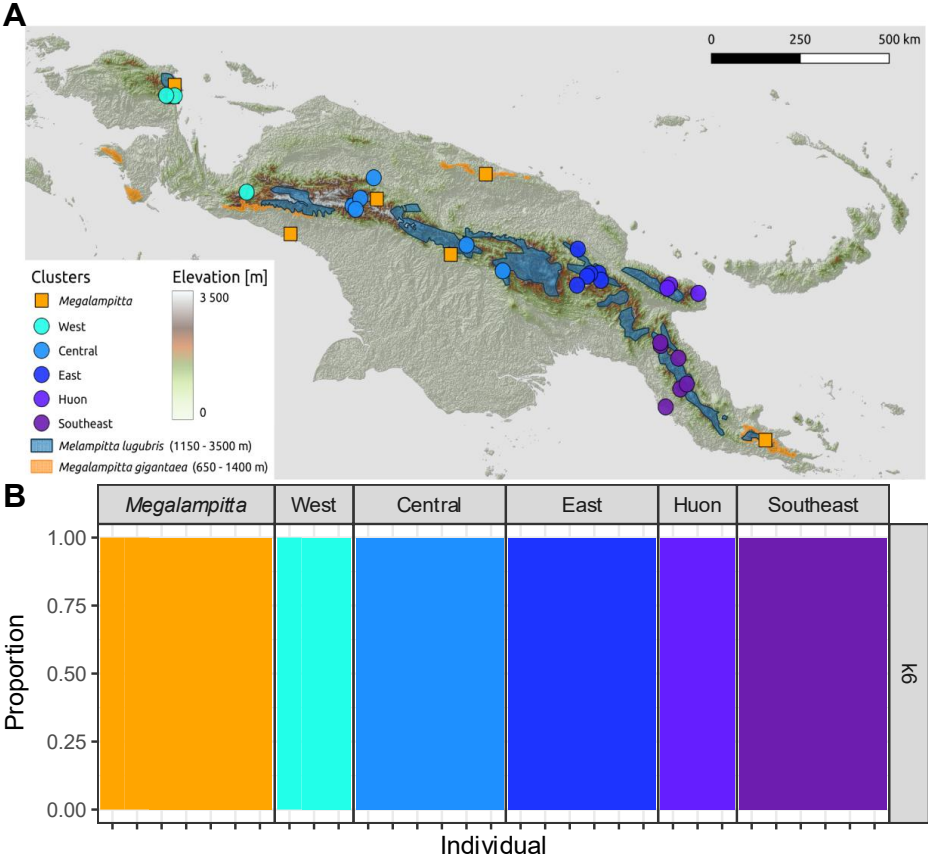 A
0 250 500 km
Clusters
Megalampitta
West
Central
East
Huon
Southeast
Melampitta lugubris (1150 - 3500 m)
Megalampitta gigantaea (650 - 1400 m)
Elevation [m]
3 500
0
B
Megalampitta West Central East Huon Southeast
1.00
0.75
0.50
0.25
0.00
Proportion
k6
Individual